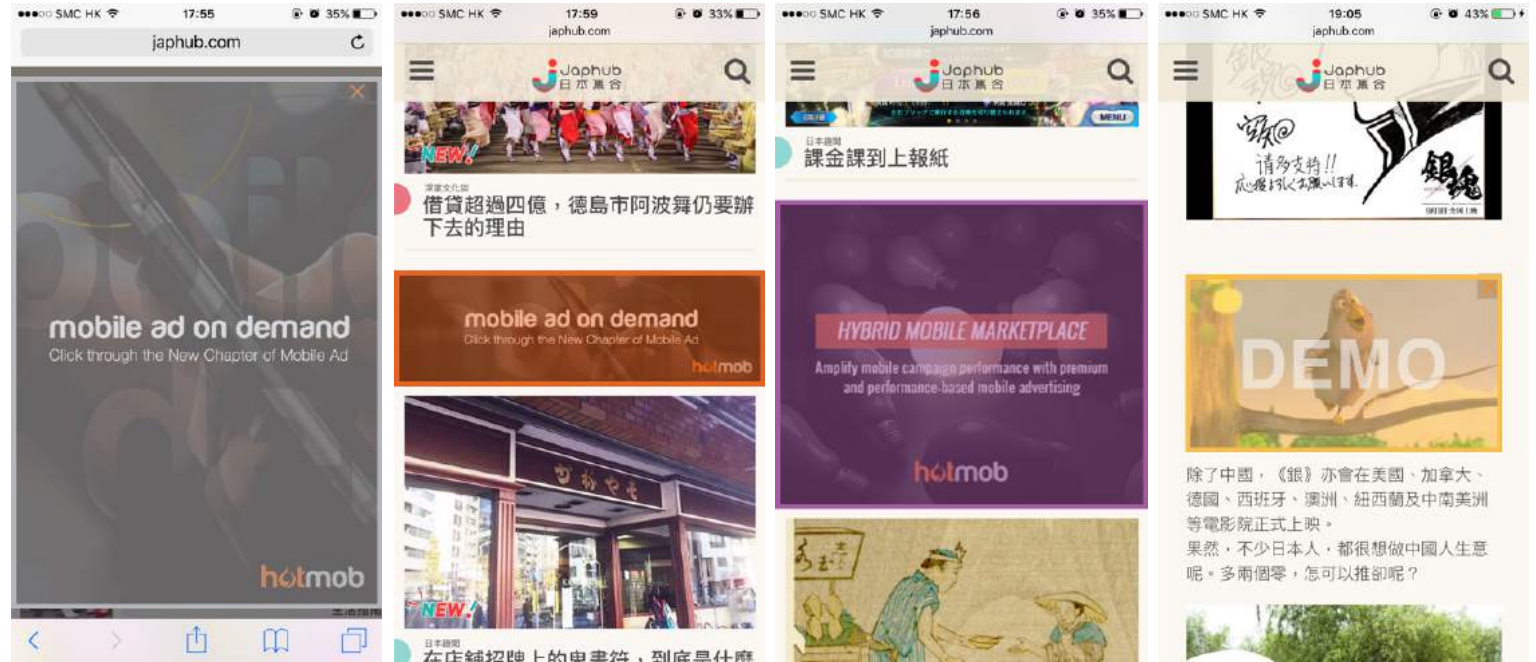 SMC HK
17:55
35%
japhub.com
mobile ad on demand
Click through the New Chapter of Mobile Ad
hotmob
SMC HK
17:59
33%
japhub.com
Japhub
日本集合
NEW!
深度文化遊
借貸超過四億，德島市阿波舞仍要辦
下去的理由
mobile ad on demand
Click through the New Chapter of Mobile Ad
hotmob
NEW!
日本趣聞
在店舖招牌上的鬼畫符，到底是什麼
SMC HK
17:56
35%
japhub.com
Japhub
日本集合
MENU
日本趣聞
課金課到上報紙
HYBRID MOBILE MARKETPLACE
Amplify mobile campaign performance with premium
and performance-based mobile advertising
hotmob
SMC HK
19:05
43%
japhub.com
Japhub
日本集合
请多支持!!
銀魂
DEMO
除了中國，《銀》亦會在美國、加拿大、
德國、西班牙、澳洲、紐西蘭及中南美洲
等電影院正式上映。
果然，不少日本人，都很想做中國人生意
呢。多兩個零，怎可以推卻呢？